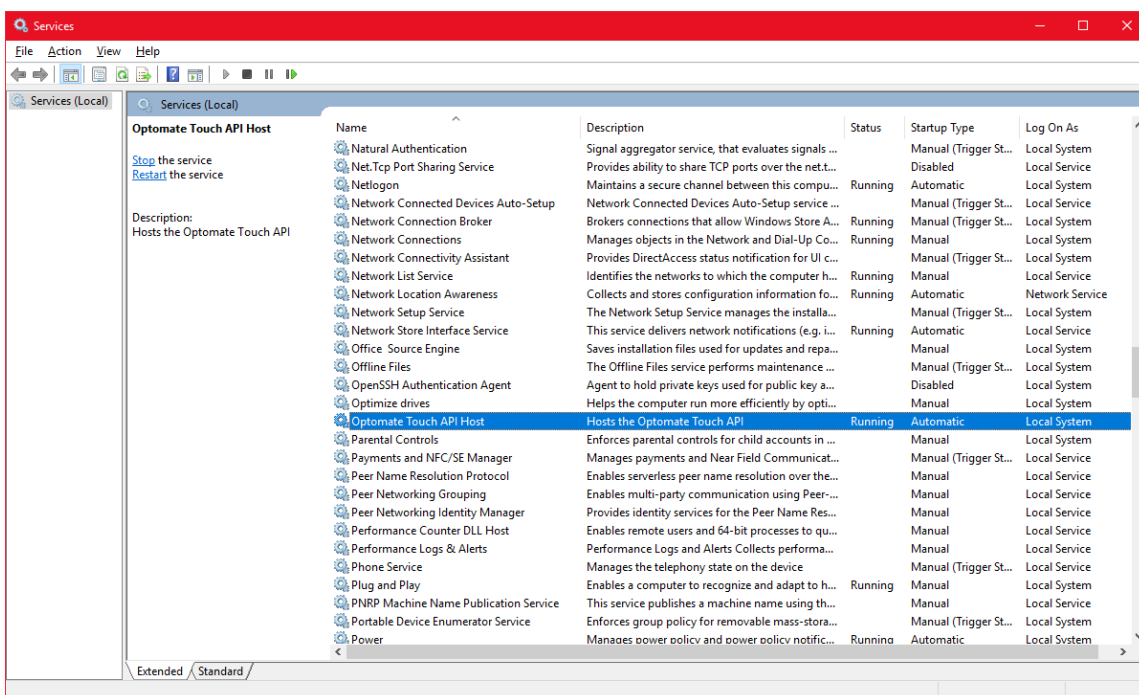 Services
File Action View Help
Services (Local)
Services (Local)
Optomate Touch API Host
Stop the service
Restart the service
Description:
Hosts the Optomate Touch API
Name Description Status Startup Type Log On As
Natural Authentication Signal aggregator service, that evaluates signals ... Manual (Trigger St... Local System
Net.Tcp Port Sharing Service Provides ability to share TCP ports over the net.t... Disabled Local Service
Netlogon Maintains a secure channel between this compu... Running Automatic Local System
Network Connected Devices Auto-Setup Network Connected Devices Auto-Setup service ... Manual (Trigger St... Local Service
Network Connection Broker Brokers connections that allow Windows Store A... Running Manual (Trigger St... Local System
Network Connections Manages objects in the Network and Dial-Up Co... Running Manual Local System
Network Connectivity Assistant Provides DirectAccess status notification for UI c... Manual (Trigger St... Local System
Network List Service Identifies the networks to which the computer h... Running Manual Local Service
Network Location Awareness Collects and stores configuration information fo... Running Automatic Network Service
Network Setup Service The Network Setup Service manages the installa... Manual (Trigger St... Local System
Network Store Interface Service This service delivers network notifications (e.g. i... Running Automatic Local Service
Office Source Engine Saves installation files used for updates and repa... Manual Local System
Offline Files The Offline Files service performs maintenance ... Manual (Trigger St... Local System
OpenSSH Authentication Agent Agent to hold private keys used for public key a... Disabled Local System
Optimize drives Helps the computer run more efficiently by opti... Manual Local System
Optomate Touch API Host Hosts the Optomate Touch API Running Automatic Local System
Parental Controls Enforces parental controls for child accounts in ... Manual Local System
Payments and NFC/SE Manager Manages payments and Near Field Communicat... Manual (Trigger St... Local Service
Peer Name Resolution Protocol Enables serverless peer name resolution over the... Manual Local Service
Peer Networking Grouping Enables multi-party communication using Peer-... Manual Local Service
Peer Networking Identity Manager Provides identity services for the Peer Name Res... Manual Local Service
Performance Counter DLL Host Enables remote users and 64-bit processes to qu... Manual Local Service
Performance Logs & Alerts Performance Logs and Alerts Collects performa... Manual Local Service
Phone Service Manages the telephony state on the device Manual (Trigger St... Local Service
Plug and Play Enables a computer to recognize and adapt to h... Running Manual Local System
PNRP Machine Name Publication Service This service publishes a machine name using th... Manual Local Service
Portable Device Enumerator Service Enforces group policy for removable mass-stora... Manual (Trigger St... Local System
Power Manages power policy and power policy notific... Running Automatic Local System
Extended Standard